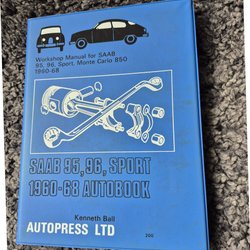 Workshop Manual for SAAB
95, 96, Sport, Monte Carlo 850
1960-68
SAAB 95, 96, SPORT
1960-68 AUTOBOOK
Kenneth Ball
AUTOPRESS LTD